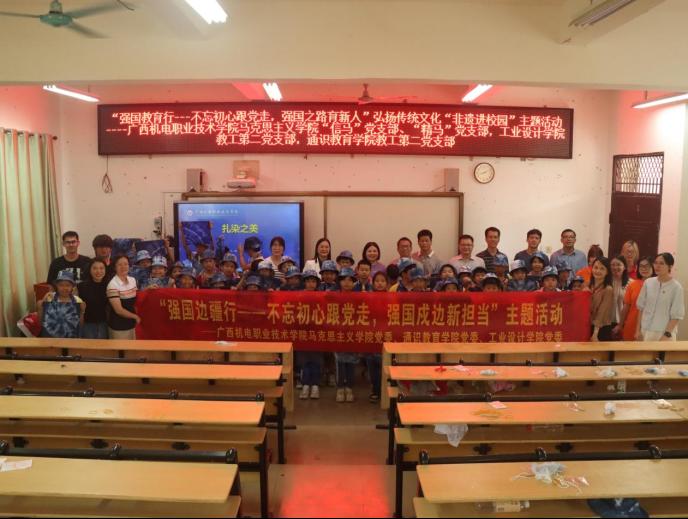 “强国教育行---不忘初心跟党走，强国之路育新人”弘扬传统文化“非遗进校园”主题活动
----广西机电职业技术学院马克思主义学院“信马”党支部、“精马”党支部，工业设计学院
教工第二党支部，通识教育学院教工第二党支部
扎染之美
“强国边疆行---不忘初心跟党走，强国戍边新担当”主题活动
——广西机电职业技术学院马克思主义学院党委、通识教育学院党委、工业设计学院党委